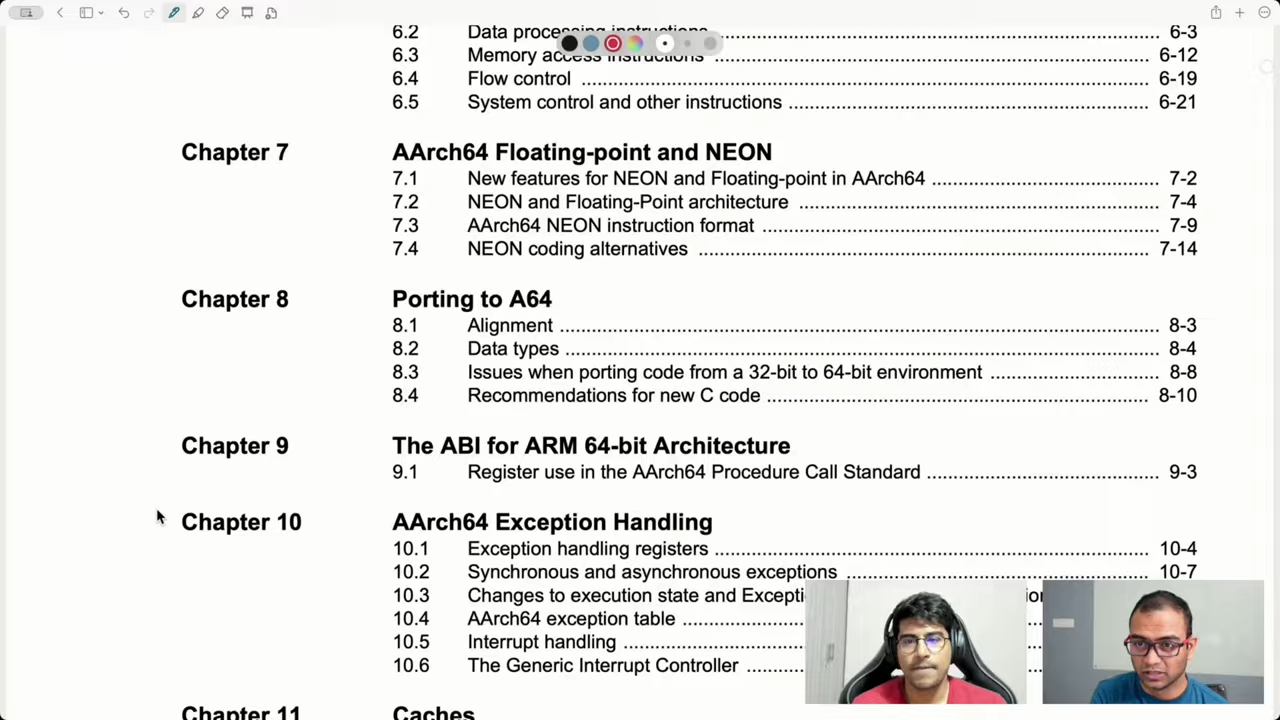 6.2 Data processing instructions ........ 6-3
6.3 Memory access instructions ........ 6-12
6.4 Flow control ........ 6-19
6.5 System control and other instructions ........ 6-21
Chapter 7 AArch64 Floating-point and NEON
7.1 New features for NEON and Floating-point in AArch64 ........ 7-2
7.2 NEON and Floating-Point architecture ........ 7-4
7.3 AArch64 NEON instruction format ........ 7-9
7.4 NEON coding alternatives ........ 7-14
Chapter 8 Porting to A64
8.1 Alignment ........ 8-3
8.2 Data types ........ 8-4
8.3 Issues when porting code from a 32-bit to 64-bit environment ........ 8-8
8.4 Recommendations for new C code ........ 8-10
Chapter 9 The ABI for ARM 64-bit Architecture
9.1 Register use in the AArch64 Procedure Call Standard ........ 9-3
Chapter 10 AArch64 Exception Handling
10.1 Exception handling registers ........ 10-4
10.2 Synchronous and asynchronous exceptions ........ 10-7
10.3 Changes to execution state and
10.4 AArch64 exception table ........
10.5 Interrupt handling ........
10.6 The Generic Interrupt Controller ........
Chapter 11 Caches